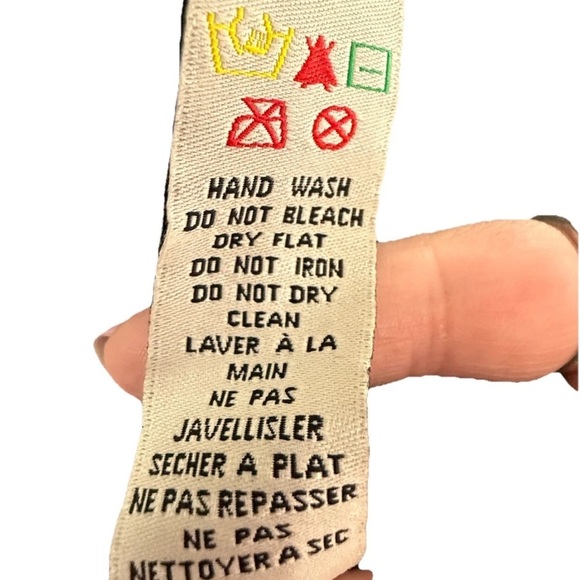 HAND WASH
DO NOT BLEACH
DRY FLAT
DO NOT IRON
DO NOT DRY
CLEAN
LAVER À LA
MAIN
NE PAS
JAVELLISLER
SECHER A PLAT
NE PAS REPASSER
NE PAS
NETTOYER A SEC